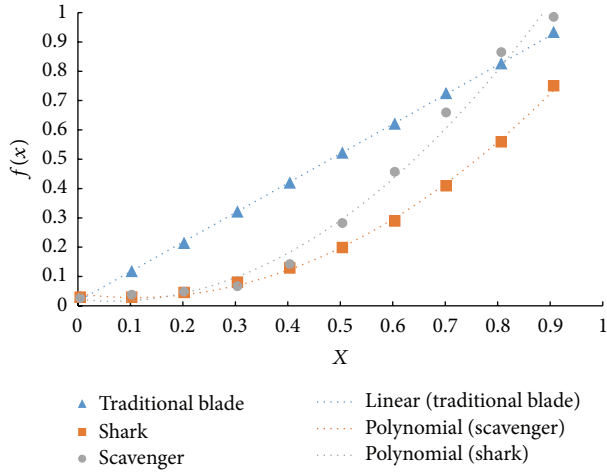 1
0.9
0.8
0.7
0.6
0.5
0.4
0.3
0.2
0.1
0
f(x)
0 0.1 0.2 0.3 0.4 0.5 0.6 0.7 0.8 0.9 1
X
Traditional blade
Shark
Scavenger
Linear (traditional blade)
Polynomial (scavenger)
Polynomial (shark)